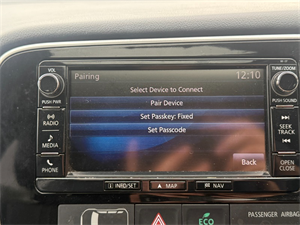 Pairing 12:10
Select Device to Connect
Pair Device
Set Passkey: Fixed
Set Passcode
Back
VOL
PUSH PWR
RADIO
MEDIA
PHONE
TUNE/ZOOM
PUSH SOUND
SEEK
TRACK
OPEN
CLOSE
INRD/SET
MAP
NAV
ECO
PASSENGER AIRBAG